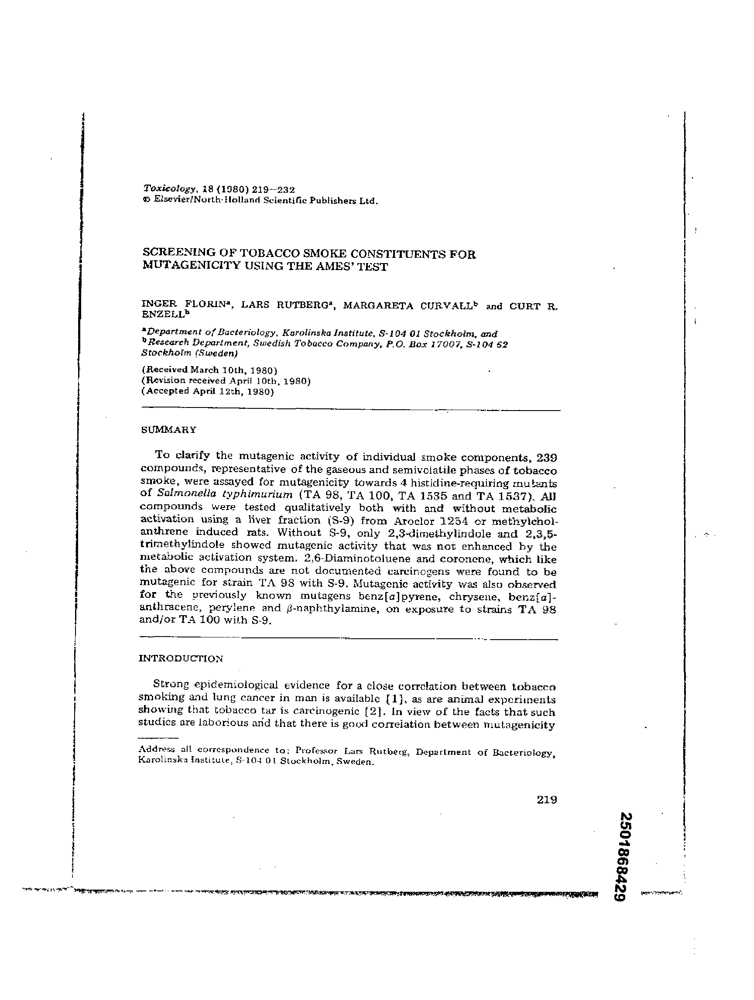 Toxicology, 18 (1980) 219—232
© Elsevier/North-Holland Scientific Publishers Ltd.
SCREENING OF TOBACCO SMOKE CONSTITUENTS FOR
MUTAGENICITY USING THE AMES' TEST
INGER FLORINa, LARS RUTBERGa, MARGARETA CURVALLb and CURT R.
ENZELLb
aDepartment of Bacteriology, Karolinska Institute, S-104 01 Stockholm, and
bResearch Department, Swedish Tobacco Company, P.O. Box 17007, S-104 62
Stockholm (Sweden)
(Received March 10th, 1980)
(Revision received April 10th, 1980)
(Accepted April 12th, 1980)
SUMMARY
To clarify the mutagenic activity of individual smoke components, 239
compounds, representative of the gaseous and semivolatile phases of tobacco
smoke, were assayed for mutagenicity towards 4 histidine-requiring mutants
of Salmonella typhimurium (TA 98, TA 100, TA 1535 and TA 1537). All
compounds were tested qualitatively both with and without metabolic
activation using a liver fraction (S-9) from Aroclor 1254 or methylchol-
anthrene induced rats. Without S-9, only 2,3-dimethylindole and 2,3,5-
trimethylindole showed mutagenic activity that was not enhanced by the
metabolic activation system. 2,6-Diaminotoluene and coronene, which like
the above compounds are not documented carcinogens were found to be
mutagenic for strain TA 98 with S-9. Mutagenic activity was also observed
for the previously known mutagens benz[a]pyrene, chrysene, benz[a]-
anthracene, perylene and β-naphthylamine, on exposure to strains TA 98
and/or TA 100 with S-9.
INTRODUCTION
Strong epidemiological evidence for a close correlation between tobacco
smoking and lung cancer in man is available [1], as are animal experiments
showing that tobacco tar is carcinogenic [2]. In view of the facts that such
studies are laborious and that there is good correlation between mutagenicity
Address all correspondence to: Professor Lars Rutberg, Department of Bacteriology,
Karolinska Institute, S-104 01 Stockholm, Sweden.
219
2501868429